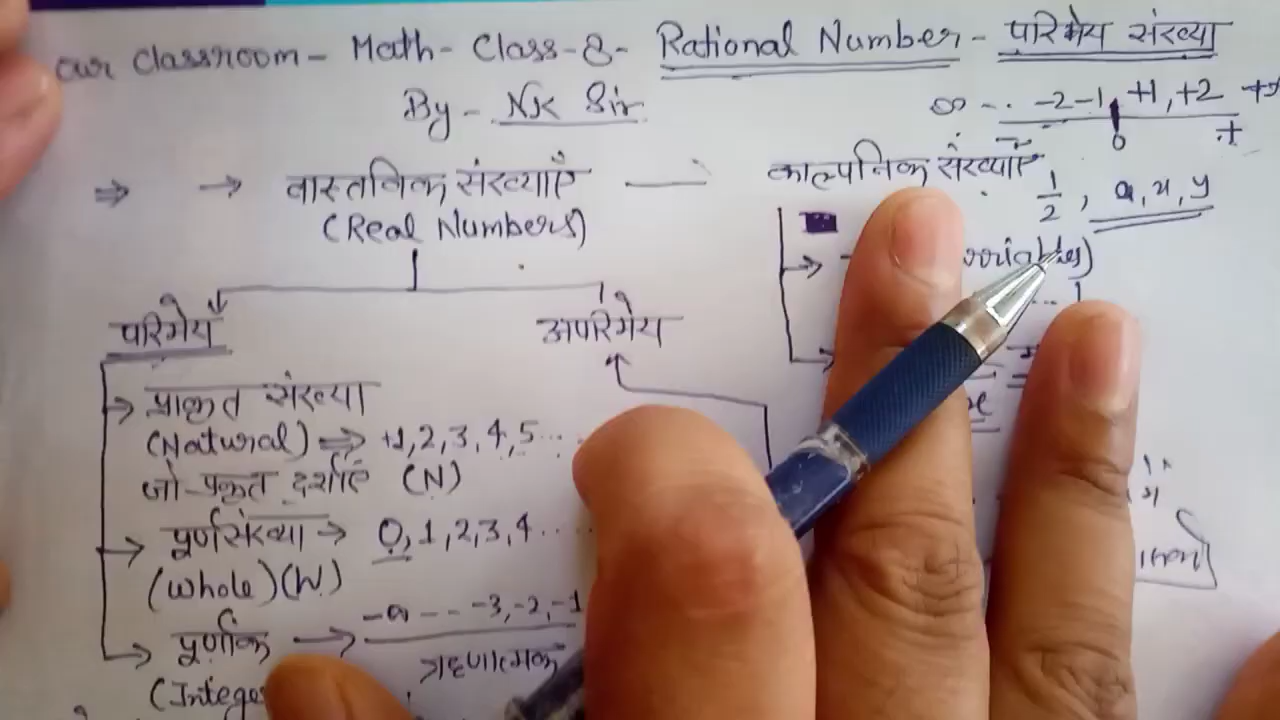 our classroom - Math - Class-8 - Rational Number - परिमेय संख्या
By - NK Sir
∞ -- . -2 -1, +1, +2
0
+
⇒ → वास्तविक संख्याएँ — काल्पनिक संख्याएँ
(Real Numbers)
1/2, a, x, y
परिमेय
अपरिमेय
→ प्राकृत संख्या
(Natural) ⇒ +1, 2, 3, 4, 5...
जो प्रकृत दर्शाए (N)
→ पूर्णसंख्या → 0, 1, 2, 3, 4....
(Whole) (W)
→ पूर्णांक → -∞ -- -3, -2, -1
ऋणात्मक